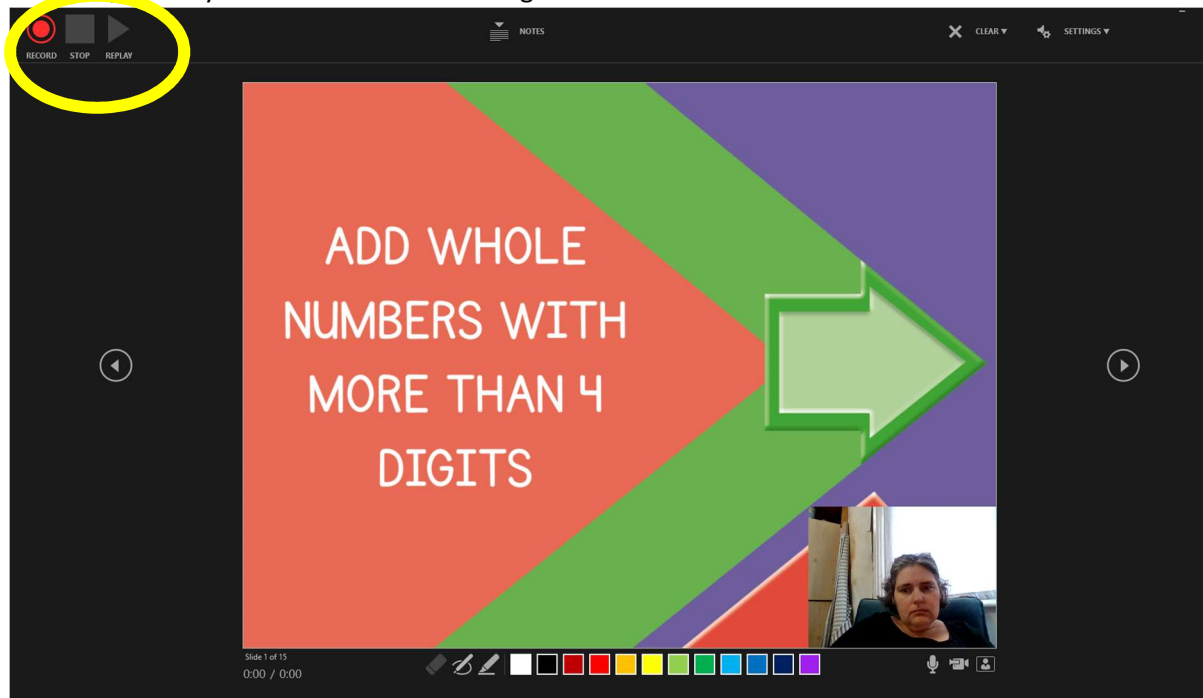 RECORD STOP REPLAY
NOTES
CLEAR
SETTINGS
ADD WHOLE
NUMBERS WITH
MORE THAN 4
DIGITS
Slide 1 of 15
0:00 / 0:00